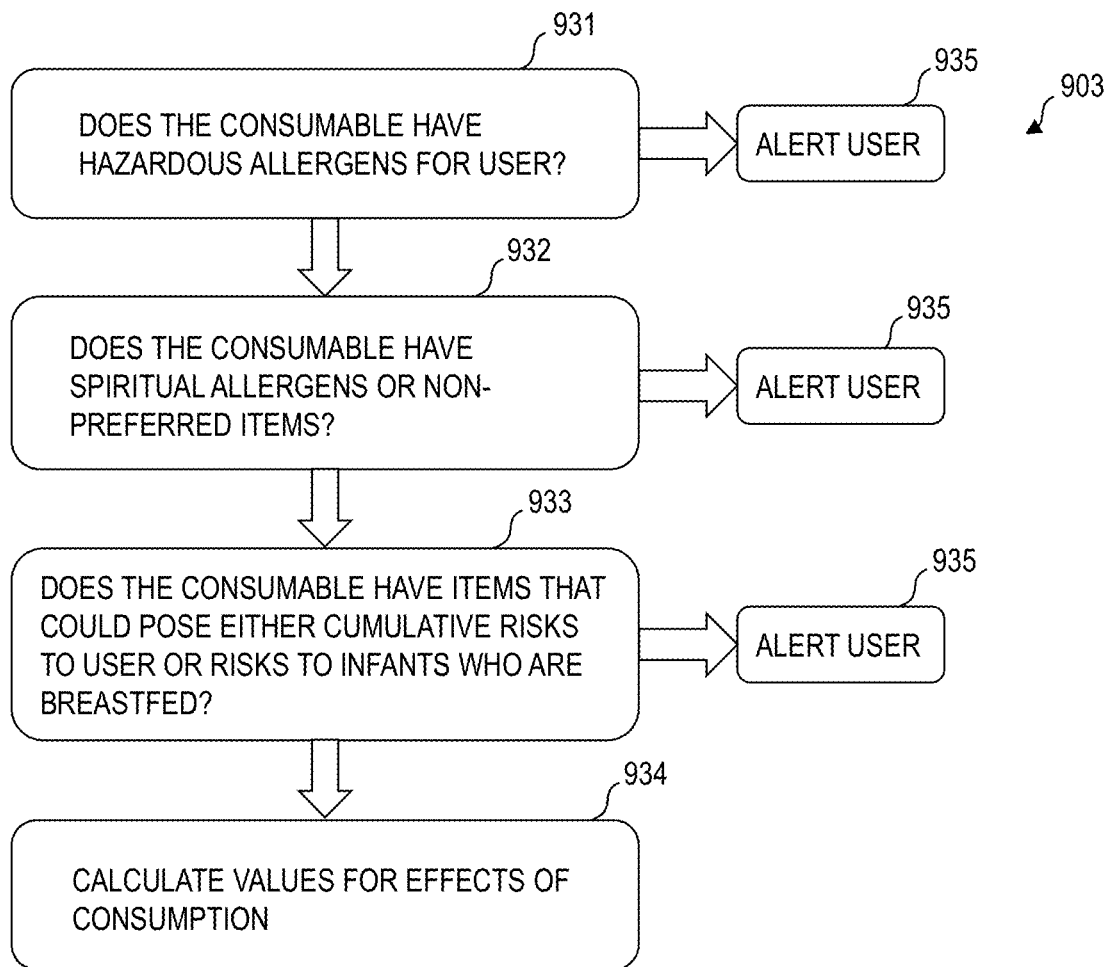 931
935
903
DOES THE CONSUMABLE HAVE
HAZARDOUS ALLERGENS FOR USER?
ALERT USER
932
935
DOES THE CONSUMABLE HAVE
SPIRITUAL ALLERGENS OR NON-
PREFERRED ITEMS?
ALERT USER
933
935
DOES THE CONSUMABLE HAVE ITEMS THAT
COULD POSE EITHER CUMULATIVE RISKS
TO USER OR RISKS TO INFANTS WHO ARE
BREASTFED?
ALERT USER
934
CALCULATE VALUES FOR EFFECTS OF
CONSUMPTION